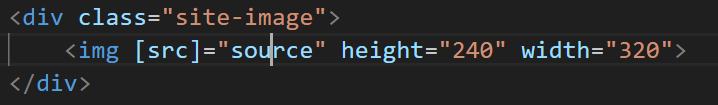 <div class="site-image">
    <img [src]="source" height="240" width="320">
</div>